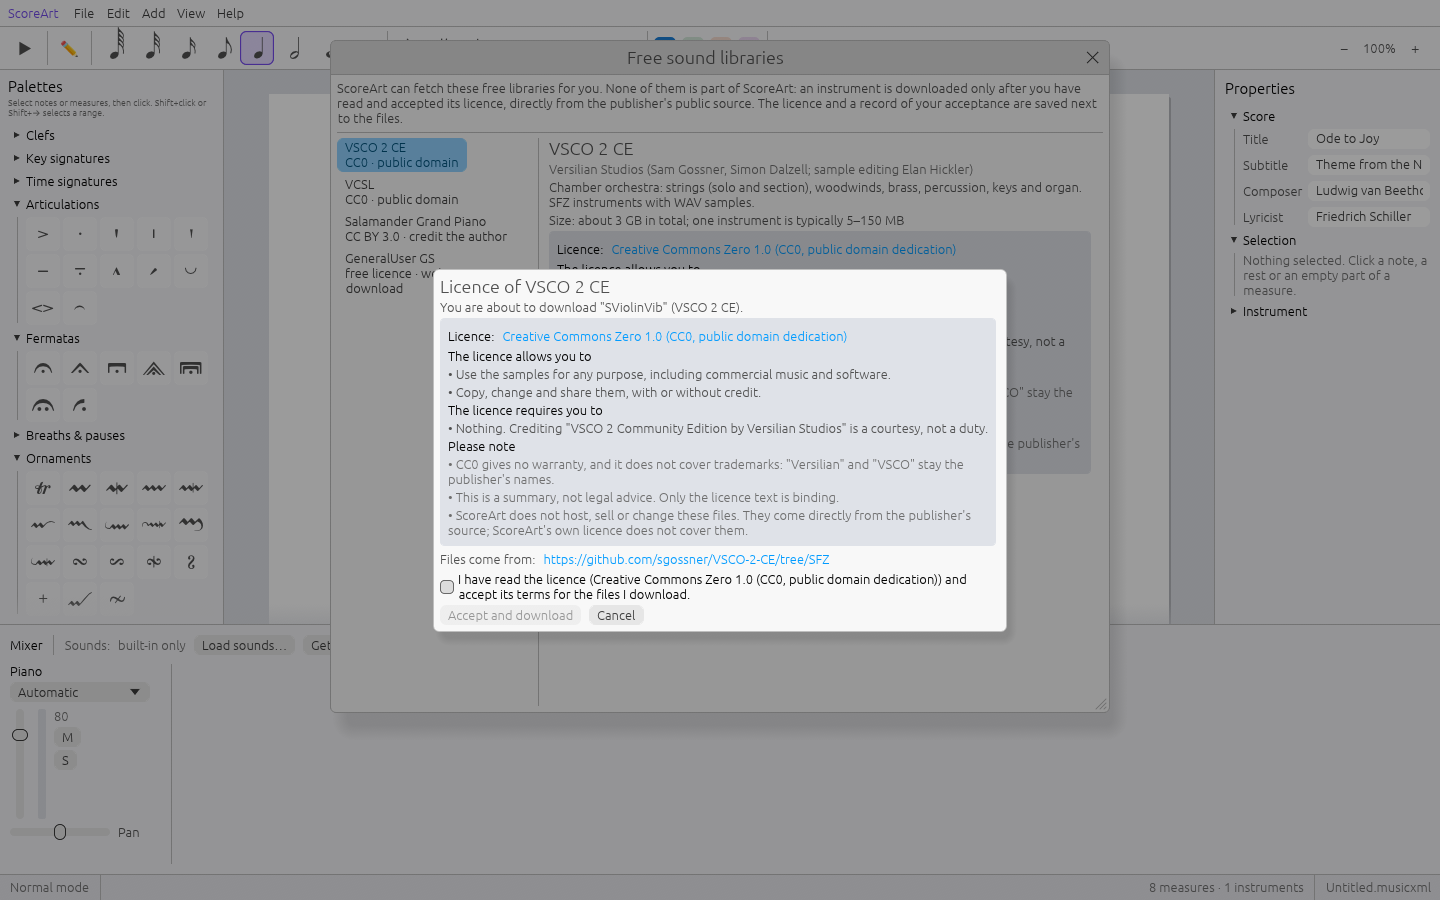 ScoreArt File Edit Add View Help
100%
Free sound libraries
Palettes
Select notes or measures, then click. Shift+click or
Shift+→ selects a range.
Clefs
Key signatures
Time signatures
Articulations
Fermatas
Breaths & pauses
Ornaments
ScoreArt can fetch these free libraries for you. None of them is part of ScoreArt: an instrument is downloaded only after you have
read and accepted its licence, directly from the publisher's public source. The licence and a record of your acceptance are saved next
to the files.
VSCO 2 CE
CC0 · public domain
VCSL
CC0 · public domain
Salamander Grand Piano
CC BY 3.0 · credit the author
GeneralUser GS
free licence ·
download
VSCO 2 CE
Versilian Studios (Sam Gossner, Simon Dalzell; sample editing Elan Hickler)
Chamber orchestra: strings (solo and section), woodwinds, brass, percussion, keys and organ.
SFZ instruments with WAV samples.
Size: about 3 GB in total; one instrument is typically 5–150 MB
Licence: Creative Commons Zero 1.0 (CC0, public domain dedication)
The licence allows you to
not a
stay the
publisher's
Licence of VSCO 2 CE
You are about to download "SViolinVib" (VSCO 2 CE).
Licence: Creative Commons Zero 1.0 (CC0, public domain dedication)
The licence allows you to
• Use the samples for any purpose, including commercial music and software.
• Copy, change and share them, with or without credit.
The licence requires you to
• Nothing. Crediting "VSCO 2 Community Edition by Versilian Studios" is a courtesy, not a duty.
Please note
• CC0 gives no warranty, and it does not cover trademarks: "Versilian" and "VSCO" stay the
publisher's names.
• This is a summary, not legal advice. Only the licence text is binding.
• ScoreArt does not host, sell or change these files. They come directly from the publisher's
source; ScoreArt's own licence does not cover them.
Files come from: https://github.com/sgossner/VSCO-2-CE/tree/SFZ
I have read the licence (Creative Commons Zero 1.0 (CC0, public domain dedication)) and
accept its terms for the files I download.
Accept and download Cancel
Properties
Score
Title Ode to Joy
Subtitle Theme from the N
Composer Ludwig van Beetho
Lyricist Friedrich Schiller
Selection
Nothing selected. Click a note, a
rest or an empty part of a
measure.
Instrument
Mixer Sounds: built-in only Load sounds… Get
Piano
Automatic
80
M
S
Pan
Normal mode
8 measures · 1 instruments Untitled.musicxml